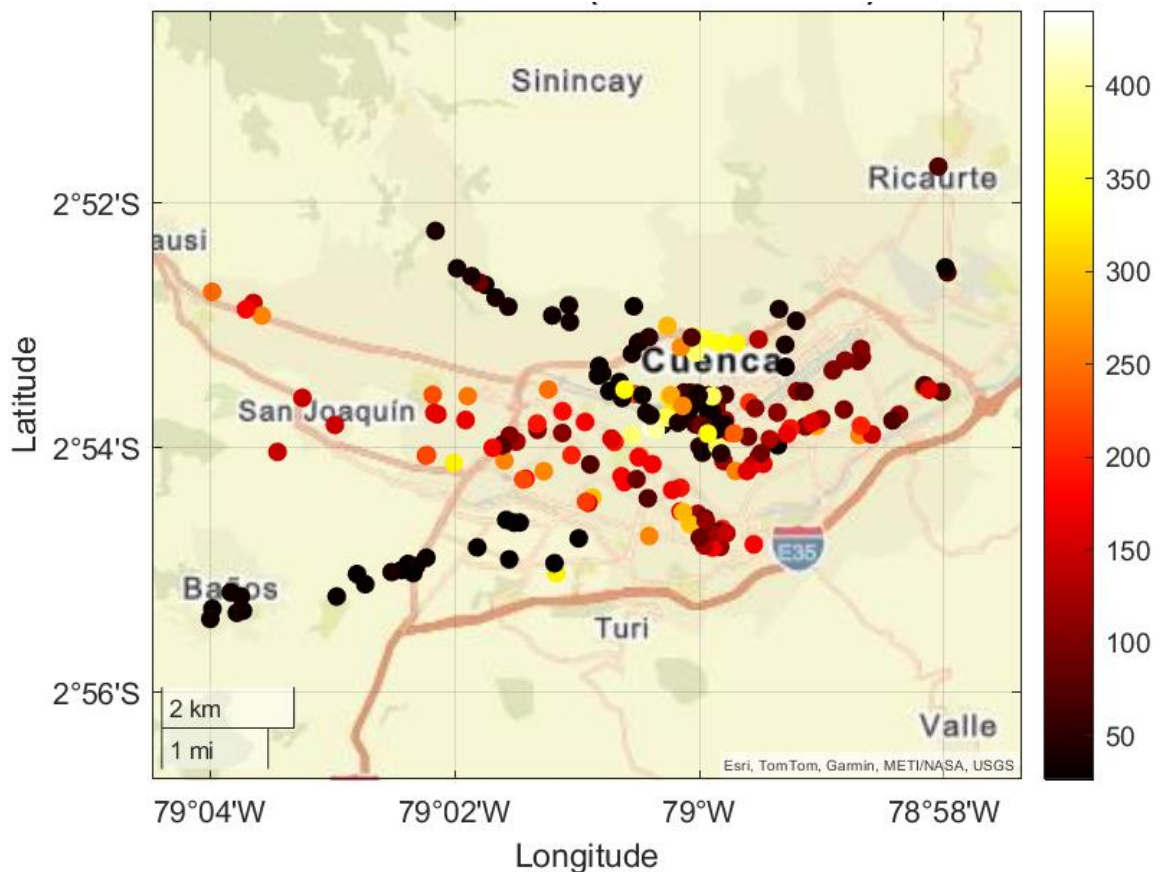 Sinincay
Ricaurte
ausi
Cuenca
San Joaquín
E35
Baños
Turi
Valle
2 km
1 mi
Esri, TomTom, Garmin, METI/NASA, USGS
2°52'S
2°54'S
2°56'S
Latitude
79°04'W 79°02'W 79°W 78°58'W
Longitude
400
350
300
250
200
150
100
50